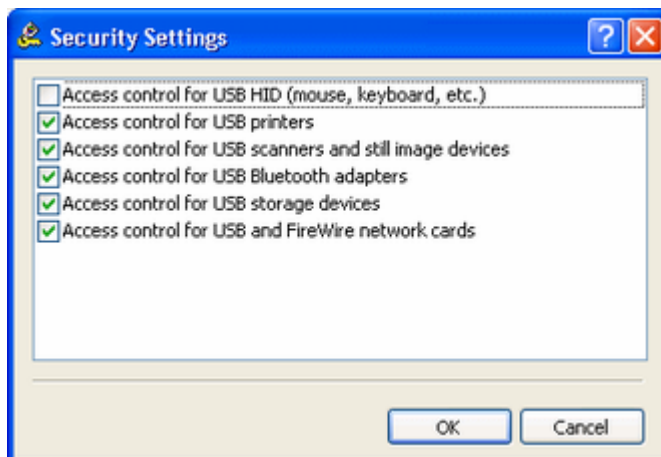 Security Settings
Access control for USB HID (mouse, keyboard, etc.)
Access control for USB printers
Access control for USB scanners and still image devices
Access control for USB Bluetooth adapters
Access control for USB storage devices
Access control for USB and FireWire network cards
OK Cancel